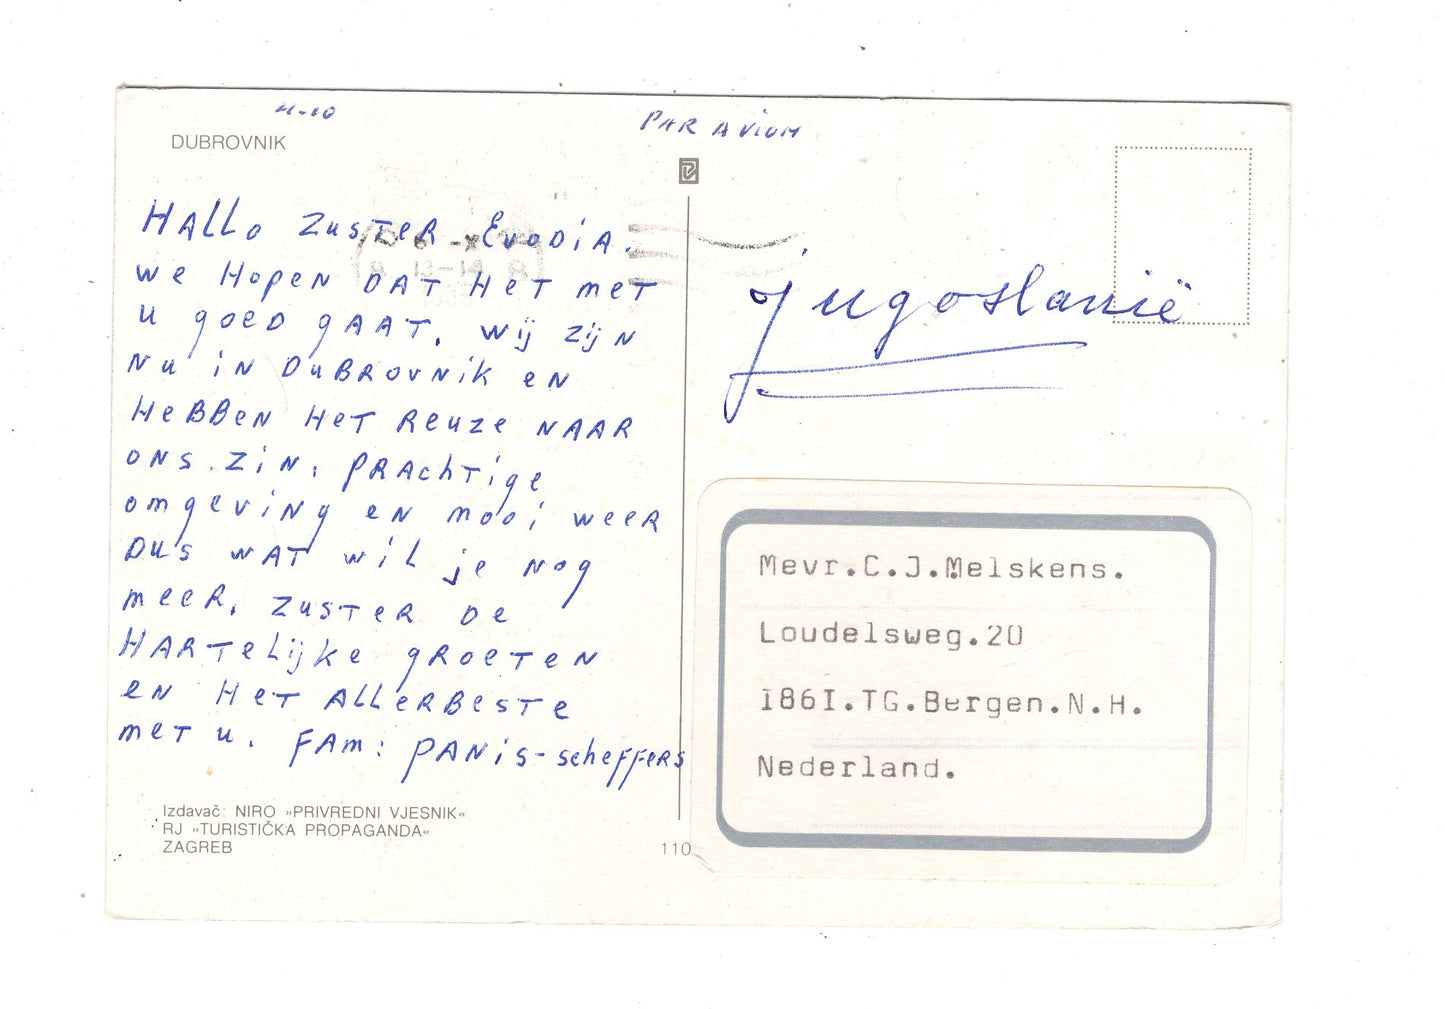 4-10
PAR AVION
DUBROVNIK
HALLO ZUSTER EVODIA.
WE HOPEN DAT HET MET
U GOED GAAT. WIJ ZIJN
NU IN DUBROVNIK EN
HEBBEN HET REUZE NAAR
ONS ZIN. PRACHTIGE
OMGEVING EN MOOI WEER
DUS WAT WIL JE NOG
MEER. ZUSTER DE
HARTELIJKE GROETEN
EN HET ALLERBESTE
MET U. FAM: PANIS-SCHEFFERS
Izdavač: NIRO »PRIVREDNI VJESNIK«
RJ »TURISTIČKA PROPAGANDA«
ZAGREB
110
Jugoslanië
Mevr.C.J.Melskens.
Loudelsweg.20
1861.TG.Bergen.N.H.
Nederland.